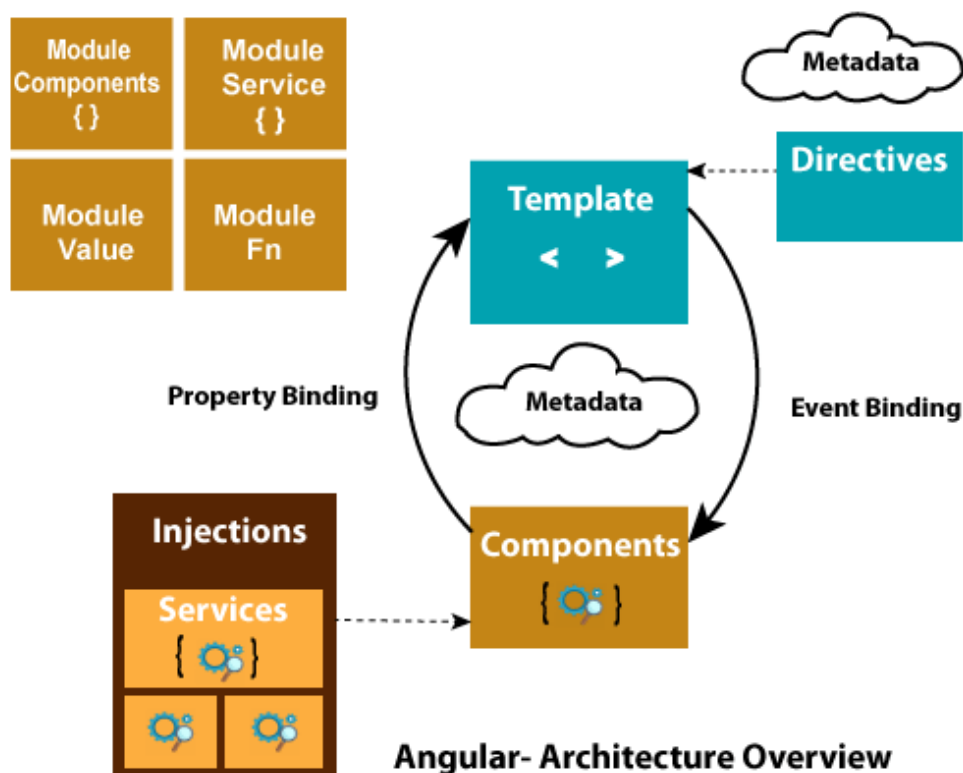 Module
Components
{ }
Module
Service
{ }
Module
Value
Module
Fn
Metadata
Directives
Template
< >
Property Binding
Metadata
Event Binding
Injections
Services
{ }
Components
{ }
Angular- Architecture Overview